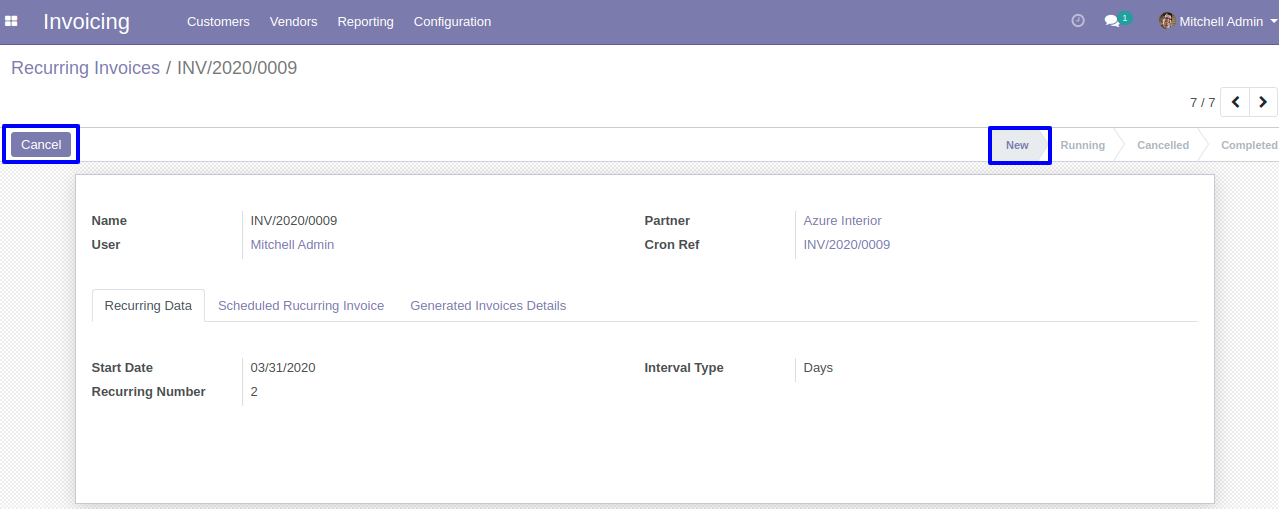 Invoicing Customers Vendors Reporting Configuration 1 Mitchell Admin
Recurring Invoices / INV/2020/0009
7 / 7
Cancel New Running Cancelled Completed
Name INV/2020/0009 Partner Azure Interior
User Mitchell Admin Cron Ref INV/2020/0009
Recurring Data Scheduled Rucurring Invoice Generated Invoices Details
Start Date 03/31/2020 Interval Type Days
Recurring Number 2